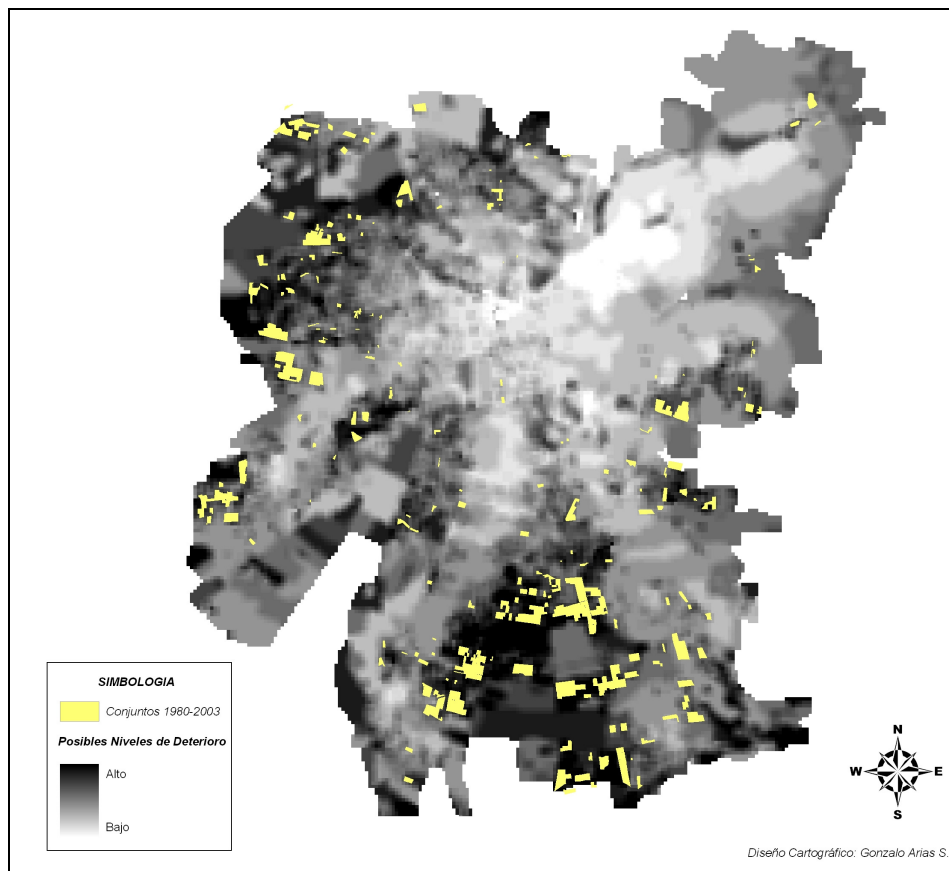 SIMBOLOGIA
Conjuntos 1980-2003
Posibles Niveles de Deterioro
Alto
Bajo
N
W E
S
Diseño Cartográfico: Gonzalo Arias S.